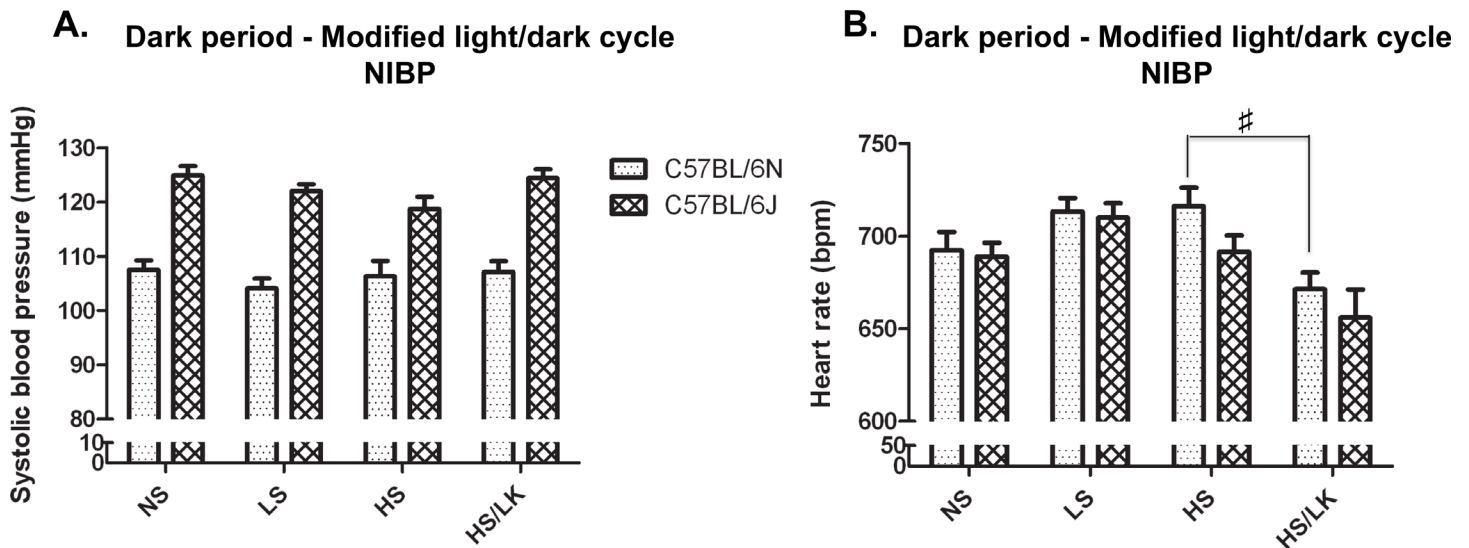 A.
Dark period - Modified light/dark cycle
NIBP
Systolic blood pressure (mmHg)
130
120
110
100
90
80
10
0
NS
LS
HS
HS/LK
C57BL/6N
C57BL/6J
B.
Dark period - Modified light/dark cycle
NIBP
Heart rate (bpm)
750
700
650
600
50
0
♯
NS
LS
HS
HS/LK